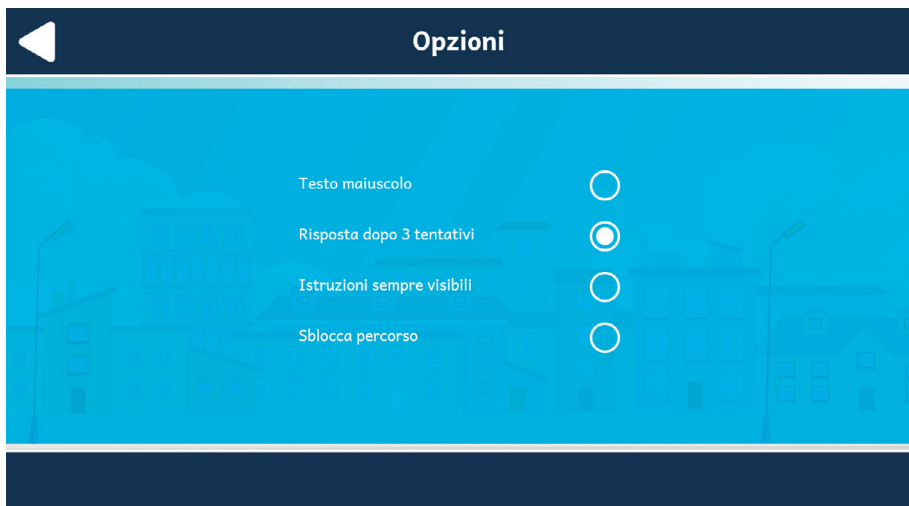 Opzioni
Testo maiuscolo
Risposta dopo 3 tentativi
Istruzioni sempre visibili
Sblocca percorso